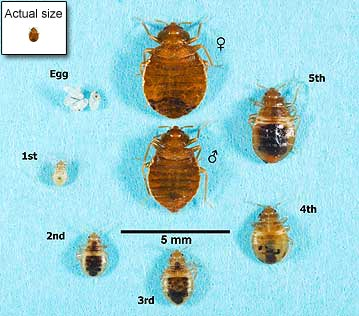 Actual size
Egg
♀
5th
1st
♂
4th
2nd
5 mm
3rd